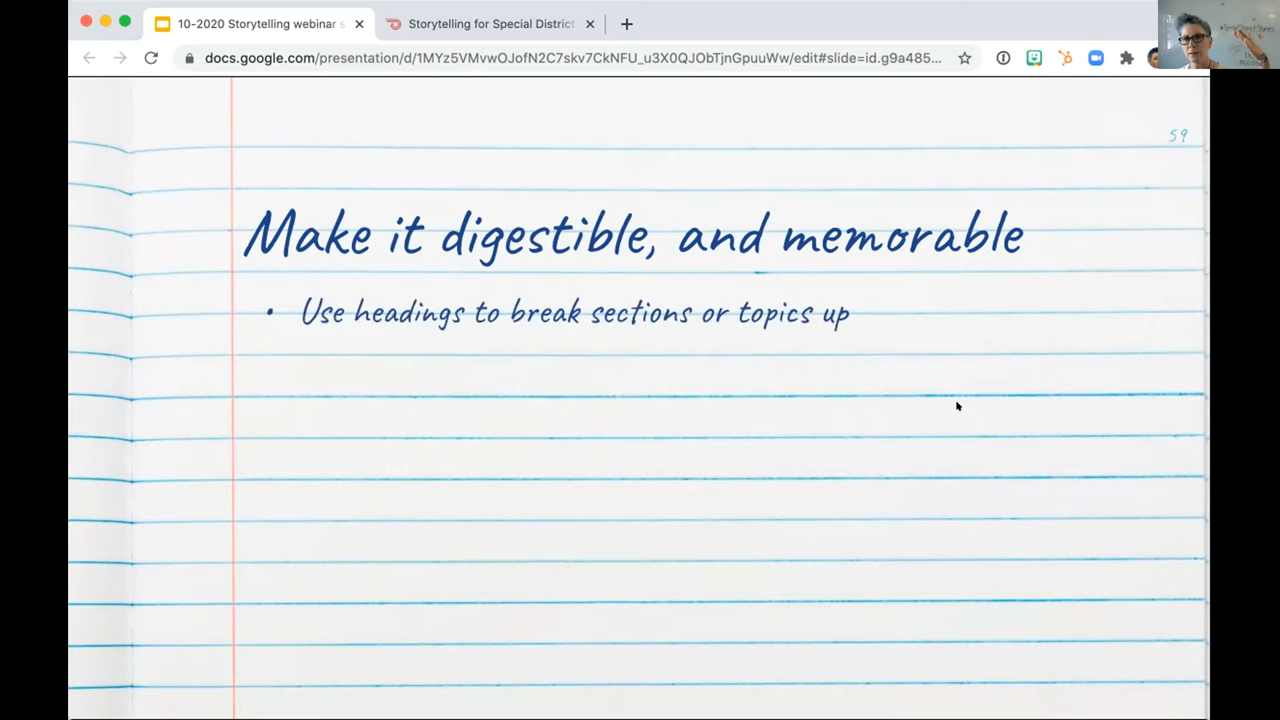 10-2020 Storytelling webinar s
Storytelling for Special District
docs.google.com/presentation/d/1MYz5VMvwOJofN2C7skv7CkNFU_u3X0QJObTjnGpuuWw/edit#slide=id.g9a485...
59
Make it digestible, and memorable
• Use headings to break sections or topics up